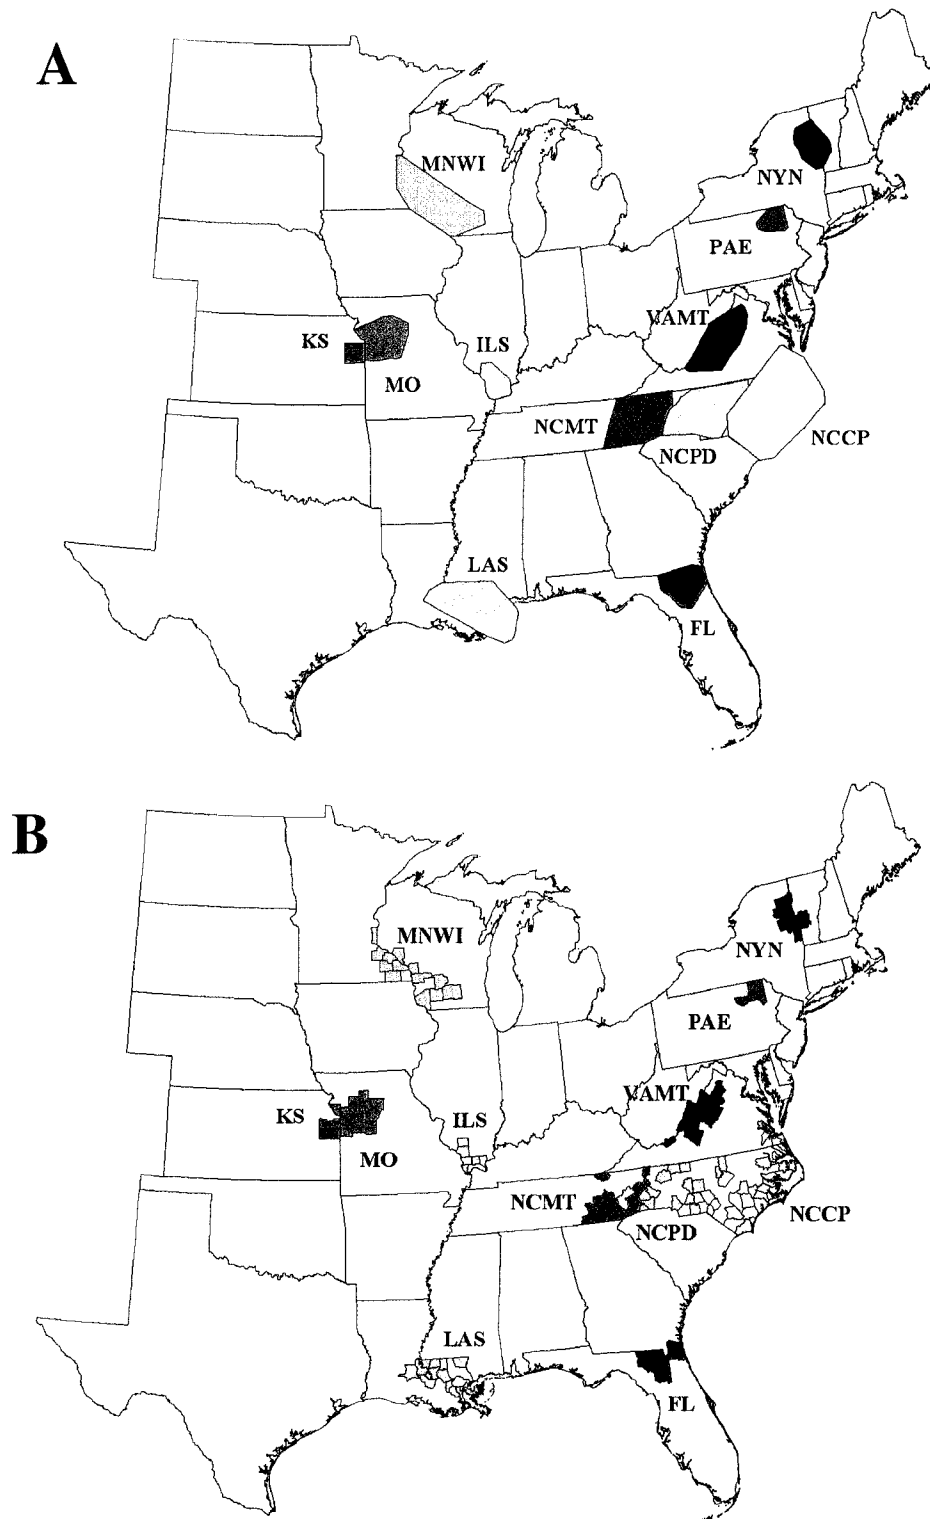 A
MNWI
NYN
PAE
VAMT
KS
ILS
MO
NCMT
NCCP
NCPD
LAS
FL
B
MNWI
NYN
PAE
VAMT
KS
ILS
MO
NCMT
NCCP
NCPD
LAS
FL